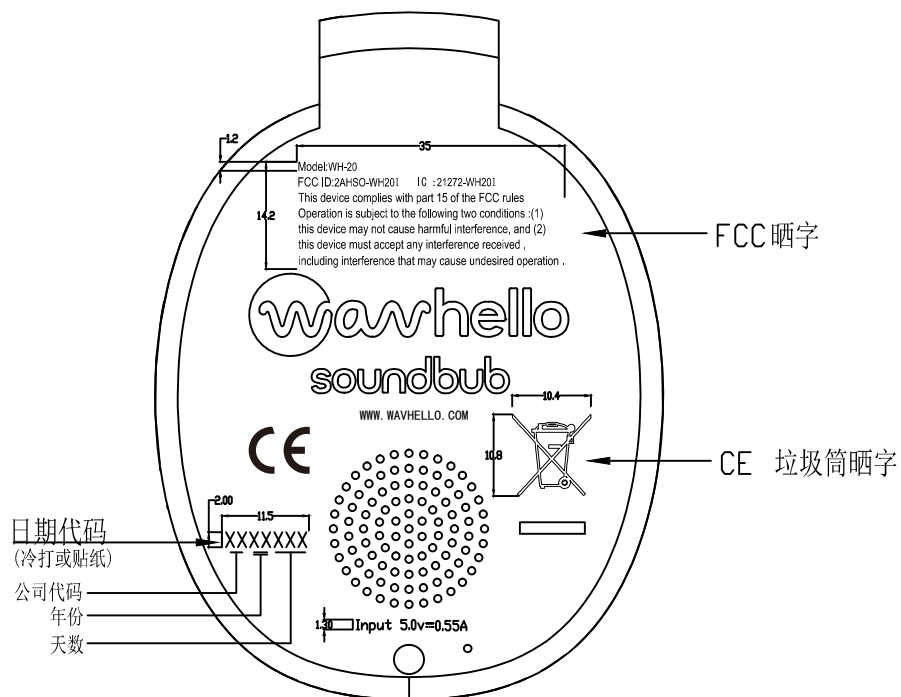 1.2
35
Model:WH-20
FCC ID:2AHSO-WH201 IC :21272-WH201
This device complies with part 15 of the FCC rules
Operation is subject to the following two conditions :(1)
this device may not cause harmful interference, and (2)
this device must accept any interference received ,
including interference that may cause undesired operation .
14.2
FCC晒字
wavhello
soundbub
WWW.WAVHELLO.COM
10.4
10.8
CE
CE 垃圾筒晒字
2.00
11.5
日期代码
XXXXXXX
(冷打或贴纸)
公司代码
年份
天数
1.30
Input 5.0v=0.55A